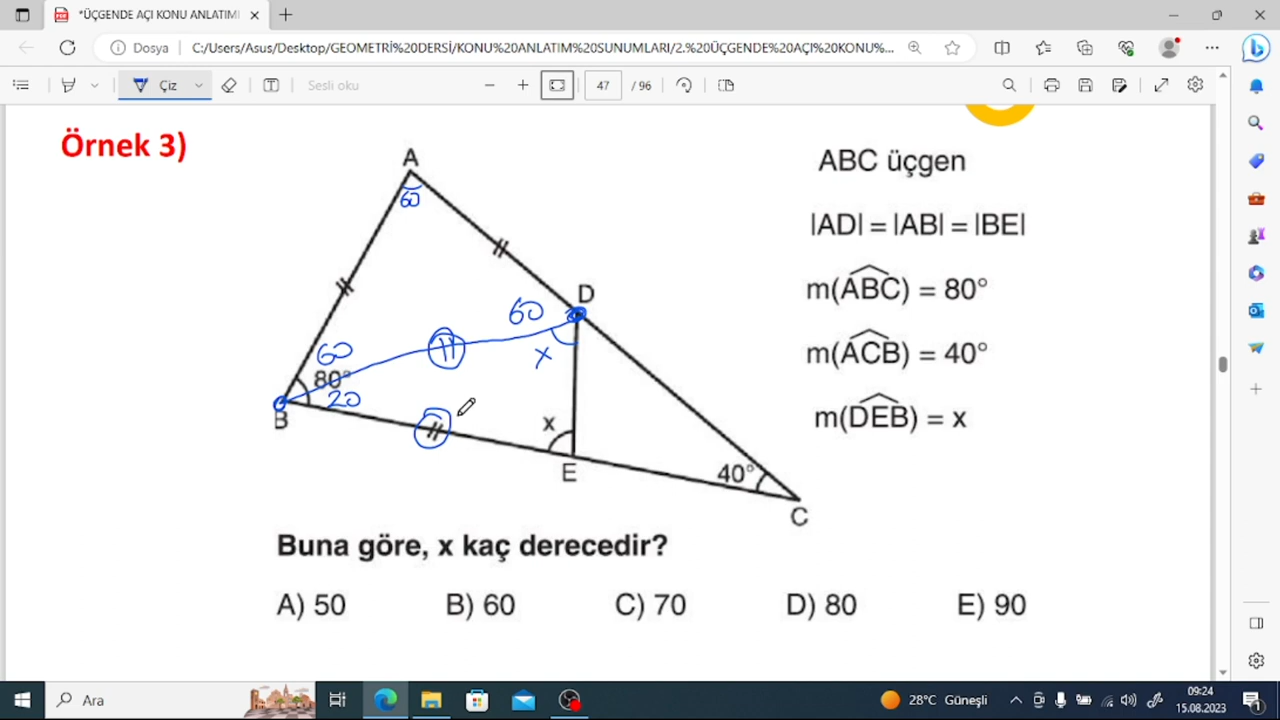 *ÜÇGENDE AÇI KONU ANLATIMI
Dosya
C:/Users/Asus/Desktop/GEOMETRİ%20DERSİ/KONU%20ANLATIM%20SUNUMLARI/2.%20ÜÇGENDE%20AÇI%20KONU%...
Çiz
Sesli oku
47
/ 96
Örnek 3)
A
60
D
60
60
x
80°
20
B
x
E
40°
C
ABC üçgen
|AD| = |AB| = |BE|
m(ABC) = 80°
m(ACB) = 40°
m(DEB) = x
Buna göre, x kaç derecedir?
A) 50 B) 60 C) 70 D) 80 E) 90
Ara
28°C Güneşli
09:24
15.08.2023
1